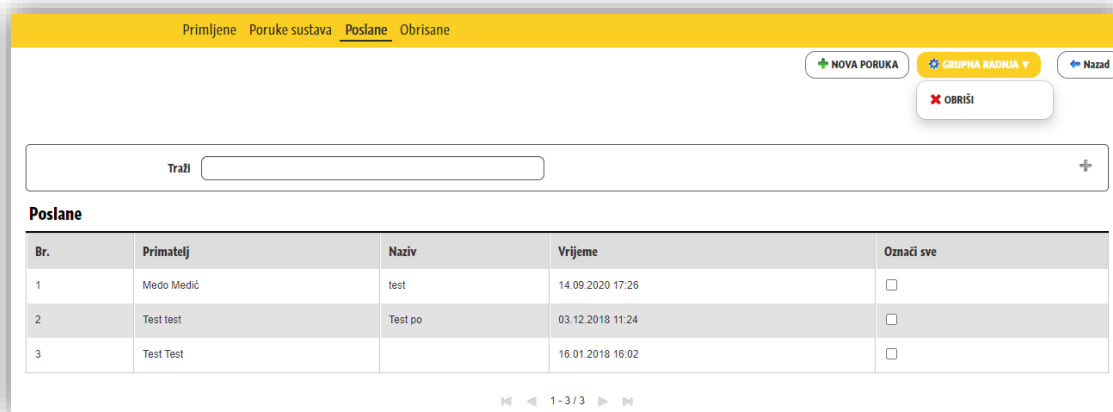 Primljene Poruke sustava Poslane Obrisane
NOVA PORUKA GRUPNA RADNJA ▼ Nazad
OBRIŠI
Traži
Poslane
Br. Primatelj Naziv Vrijeme Označi sve
1 Medo Medić test 14.09.2020 17:26
2 Test test Test po 03.12.2018 11:24
3 Test Test 16.01.2018 16:02
1 - 3 / 3